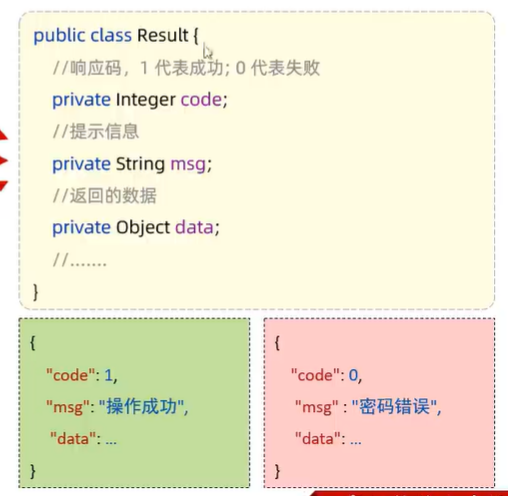 public class Result {
//响应码，1 代表成功; 0 代表失败
private Integer code;
//提示信息
private String msg;
//返回的数据
private Object data;
//.......
}
{
"code": 1,
"msg": "操作成功",
"data": ...
}
{
"code": 0,
"msg" : "密码错误",
"data": ...
}